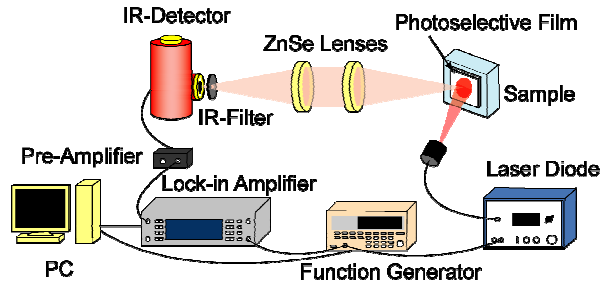 IR-Detector
Photoselective Film
ZnSe Lenses
Sample
IR-Filter
Pre-Amplifier
Lock-in Amplifier
Laser Diode
PC
Function Generator